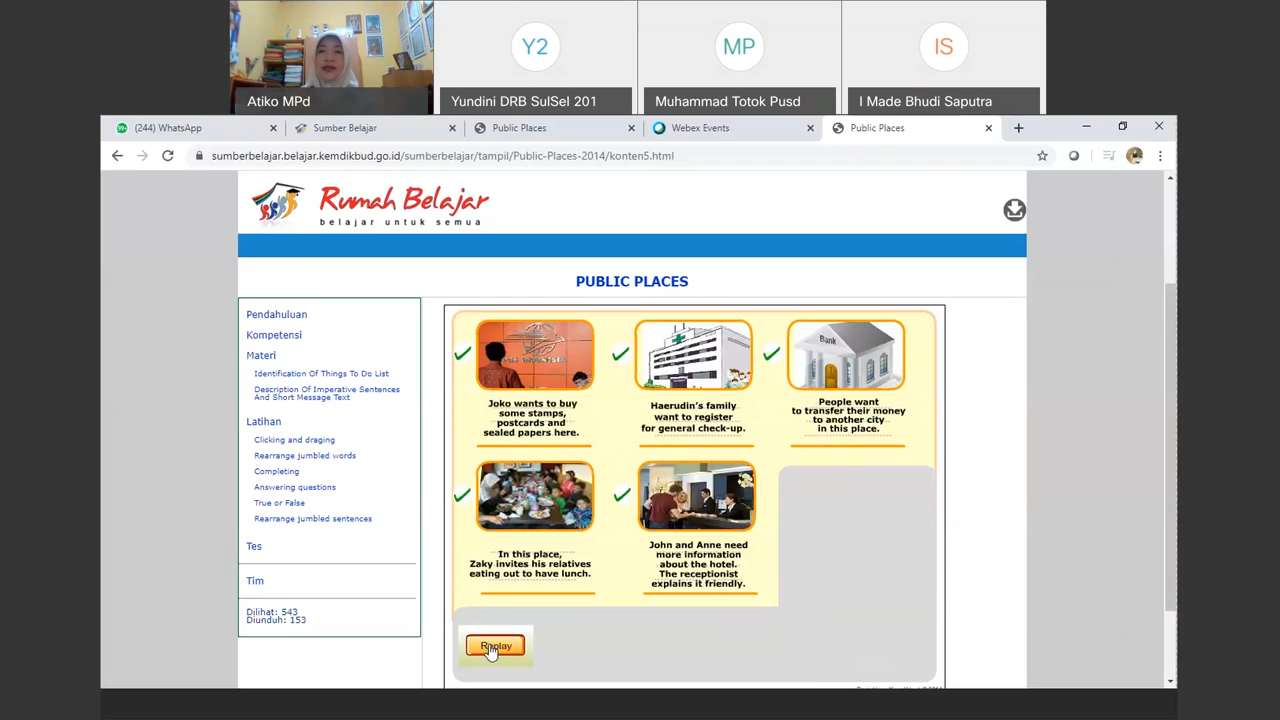 Y2
MP
IS
Atiko MPd
Yundini DRB SulSel 201
Muhammad Totok Pusd
I Made Bhudi Saputra
(244) WhatsApp
Sumber Belajar
Public Places
Webex Events
Public Places
sumberbelajar.belajar.kemdikbud.go.id/sumberbelajar/tampil/Public-Places-2014/konten5.html
Rumah Belajar
belajar untuk semua
PUBLIC PLACES
Pendahuluan
Kompetensi
Materi
Identification Of Things To Do List
Description Of Imperative Sentences
And Short Message Text
Latihan
Clicking and draging
Rearrange jumbled words
Completing
Answering questions
True or False
Rearrange jumbled sentences
Tes
Tim
Dilihat: 543
Diunduh: 153
Joko wants to buy
some stamps,
postcards and
sealed papers here.
Haerudin's family
want to register
for general check-up.
Bank
People want
to transfer their money
to another city
in this place.
In this place,
Zaky invites his relatives
eating out to have lunch.
John and Anne need
more information
about the hotel.
The receptionist
explains it friendly.
Replay